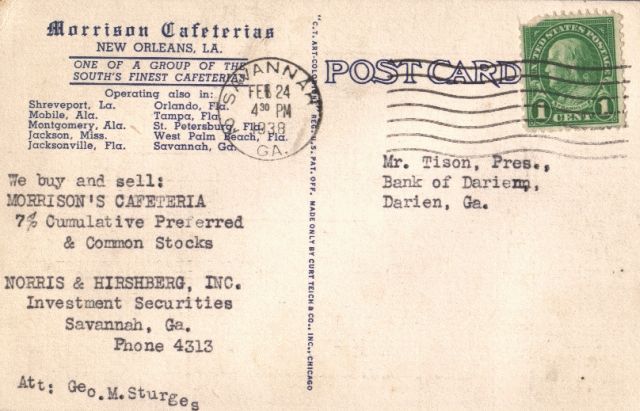 Morrison Cafeterias
NEW ORLEANS, LA.
ONE OF A GROUP OF THE
SOUTH'S FINEST CAFETERIAS
Operating also in:
Shreveport, La. Orlando, Fla.
Mobile, Ala. Tampa, Fla.
Montgomery, Ala. St. Petersburg, Fla.
Jackson, Miss. West Palm Beach, Fla.
Jacksonville, Fla. Savannah, Ga.
We buy and sell:
MORRISON'S CAFETERIA
7% Cumulative Preferred
& Common Stocks
NORRIS & HIRSHBERG, INC.
Investment Securities
Savannah, Ga.
Phone 4313
Att: Geo.M.Sturges
SAVANNAH
FEB 24
4 30 PM
1938
GA.
"C.T. ART-COLORTONE" REG. U.S. PAT. OFF. MADE ONLY BY CURT TEICH & CO., INC., CHICAGO
POST CARD
UNITED STATES POSTAGE
1 CENT 1
Mr. Tison, Pres.,
Bank of Darien,
Darien, Ga.